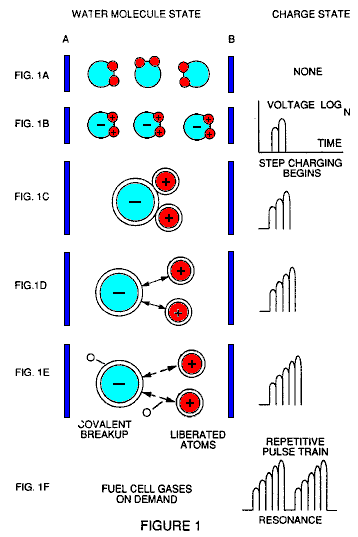 WATER MOLECULE STATE
CHARGE STATE
A
B
FIG. 1A
NONE
FIG. 1B
VOLTAGE LOG
N
TIME
STEP CHARGING
BEGINS
FIG. 1C
FIG.1D
FIG. 1E
COVALENT
BREAKUP
LIBERATED
ATOMS
REPETITIVE
PULSE TRAIN
FIG. 1F
FUEL CELL GASES
ON DEMAND
RESONANCE
FIGURE 1